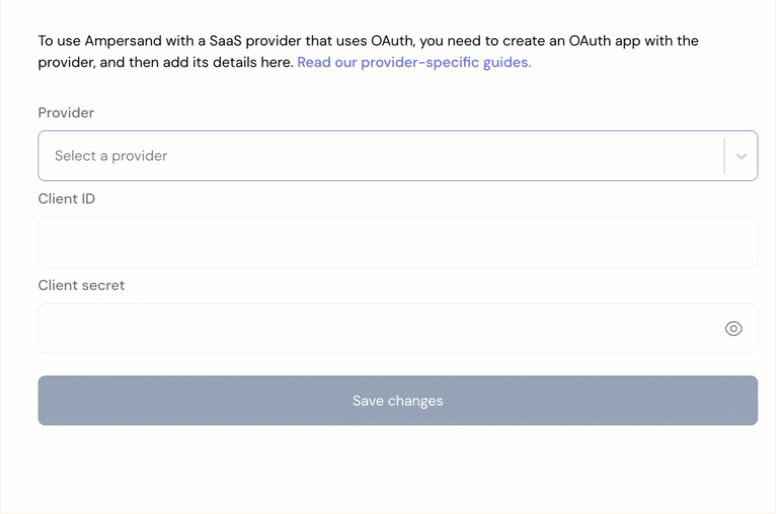 To use Ampersand with a SaaS provider that uses OAuth, you need to create an OAuth app with the
provider, and then add its details here. Read our provider-specific guides.
Provider
Select a provider
Client ID
Client secret
Save changes